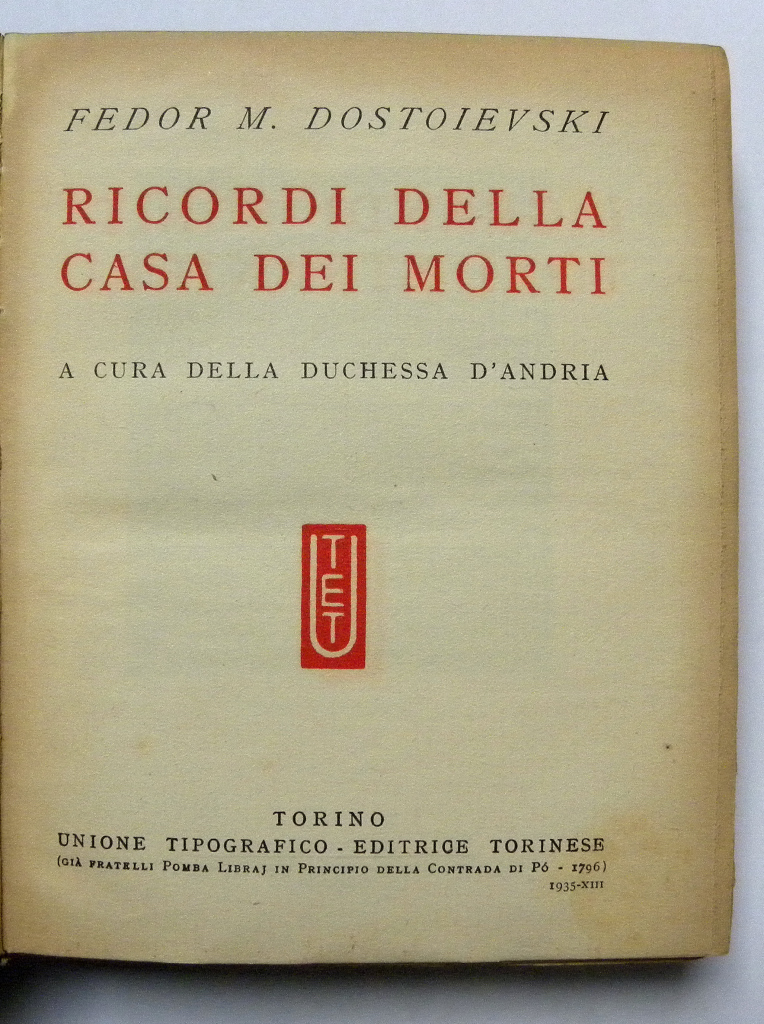 FEDOR M. DOSTOIEVSKI
RICORDI DELLA
CASA DEI MORTI
A CURA DELLA DUCHESSA D'ANDRIA
UTET
TORINO
UNIONE TIPOGRAFICO - EDITRICE TORINESE
(GIÀ FRATELLI POMBA LIBRAJ IN PRINCIPIO DELLA CONTRADA DI PÓ - 1796)
1935-XIII